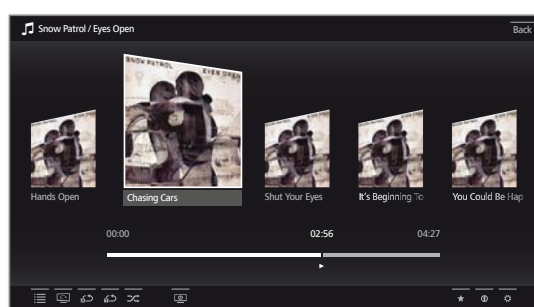 Snow Patrol / Eyes Open
Back
SNOW PATROL EYES OPEN
Hands Open
Chasing Cars
Shut Your Eyes
It's Beginning To
You Could Be Hap
00:00
02:56
04:27